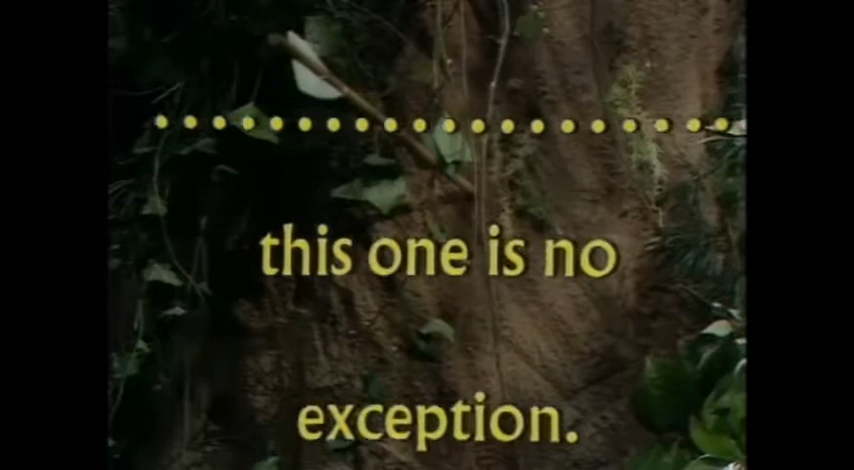 .....................
this one is no
exception.